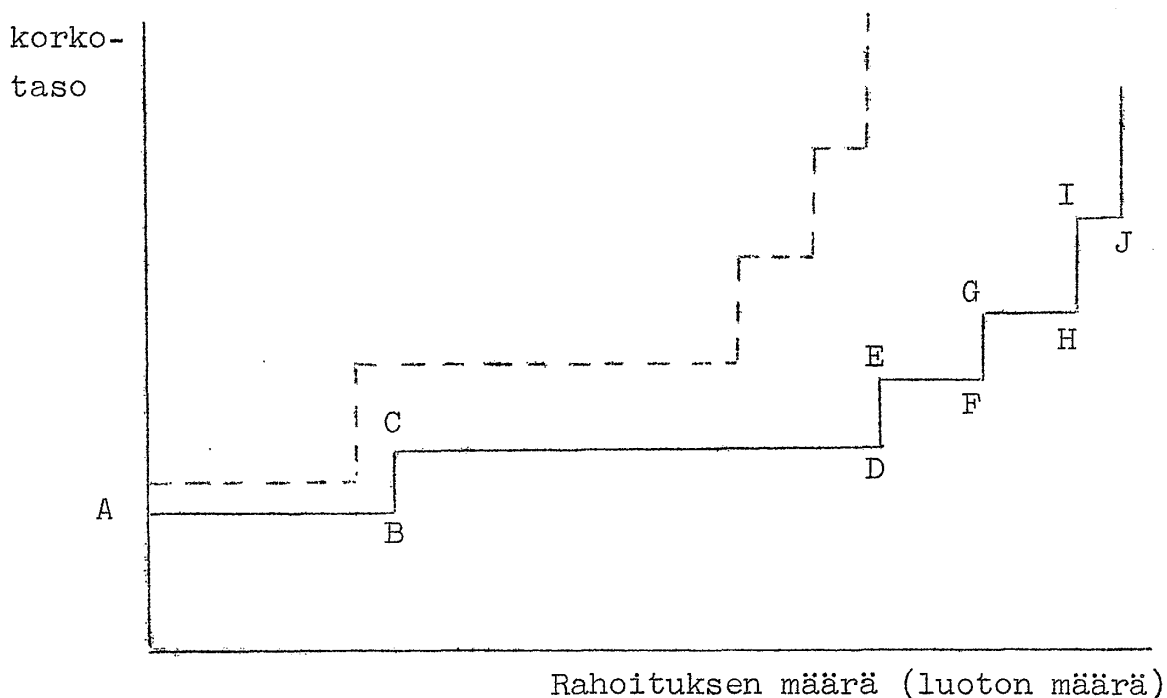 korko-
taso
I
J
G
H
E
F
C
D
A
B
Rahoituksen määrä (luoton määrä)